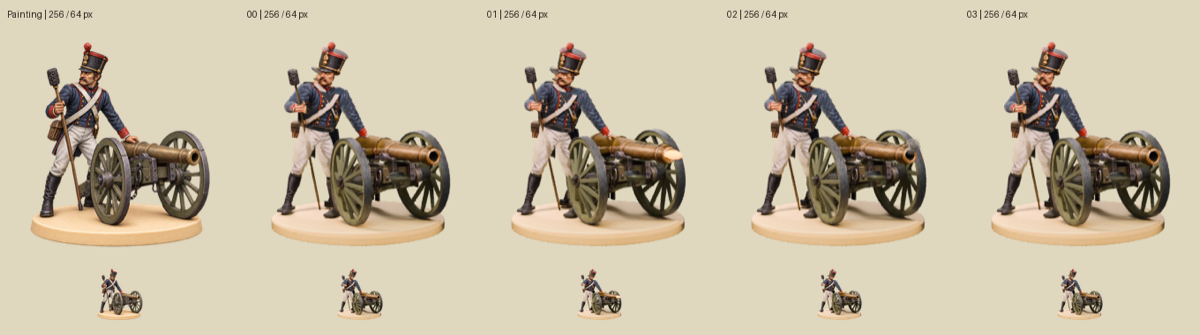 Painting | 256 / 64 px
00 | 256 / 64 px
01 | 256 / 64 px
02 | 256 / 64 px
03 | 256 / 64 px